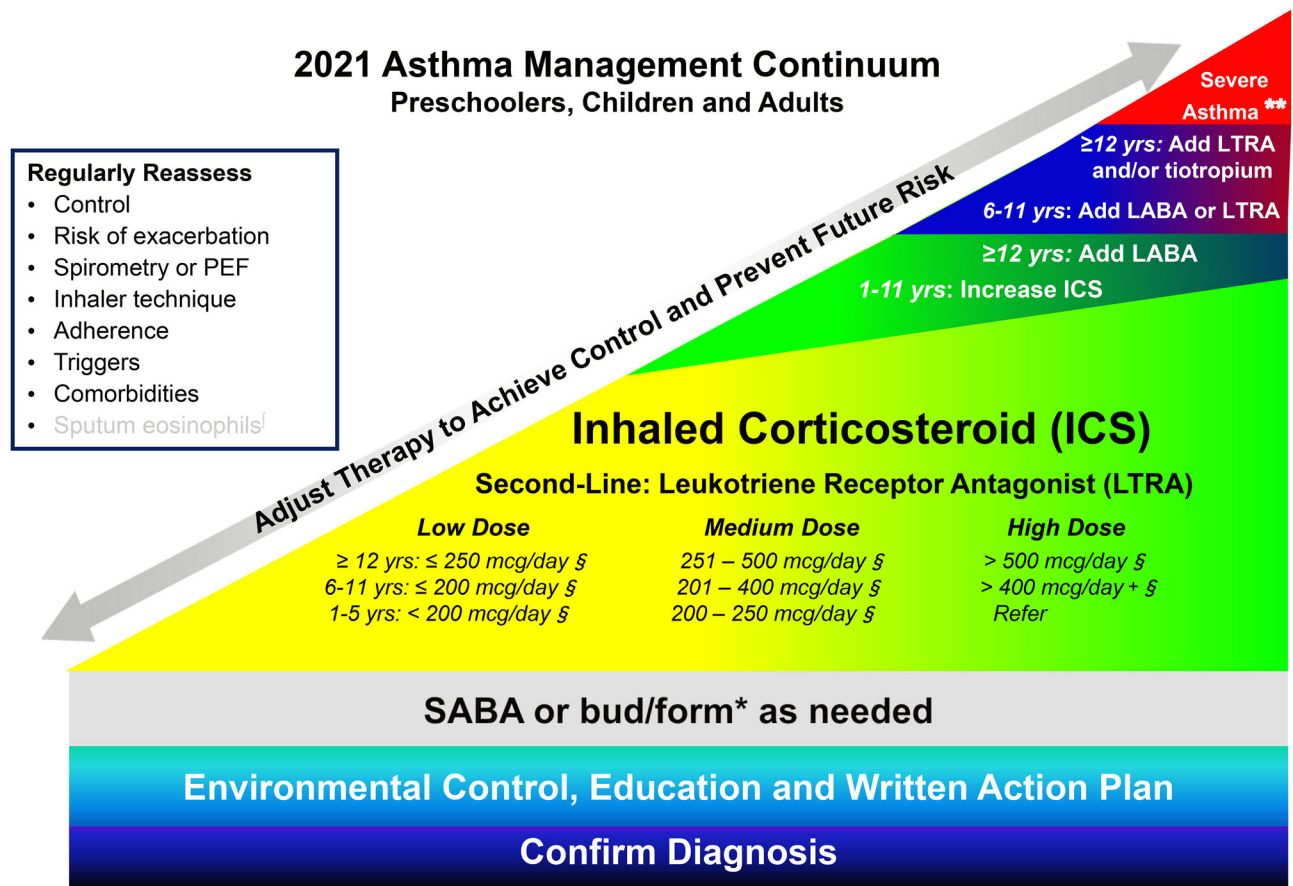 2021 Asthma Management Continuum
Preschoolers, Children and Adults
Regularly Reassess
• Control
• Risk of exacerbation
• Spirometry or PEF
• Inhaler technique
• Adherence
• Triggers
• Comorbidities
• Sputum eosinophils∫
Adjust Therapy to Achieve Control and Prevent Future Risk
Severe
Asthma **
≥12 yrs: Add LTRA
and/or tiotropium
6-11 yrs: Add LABA or LTRA
≥12 yrs: Add LABA
1-11 yrs: Increase ICS
Inhaled Corticosteroid (ICS)
Second-Line: Leukotriene Receptor Antagonist (LTRA)
Low Dose Medium Dose High Dose
≥ 12 yrs: ≤ 250 mcg/day § 251 – 500 mcg/day § > 500 mcg/day §
6-11 yrs: ≤ 200 mcg/day § 201 – 400 mcg/day § > 400 mcg/day + §
1-5 yrs: < 200 mcg/day § 200 – 250 mcg/day § Refer
SABA or bud/form* as needed
Environmental Control, Education and Written Action Plan
Confirm Diagnosis